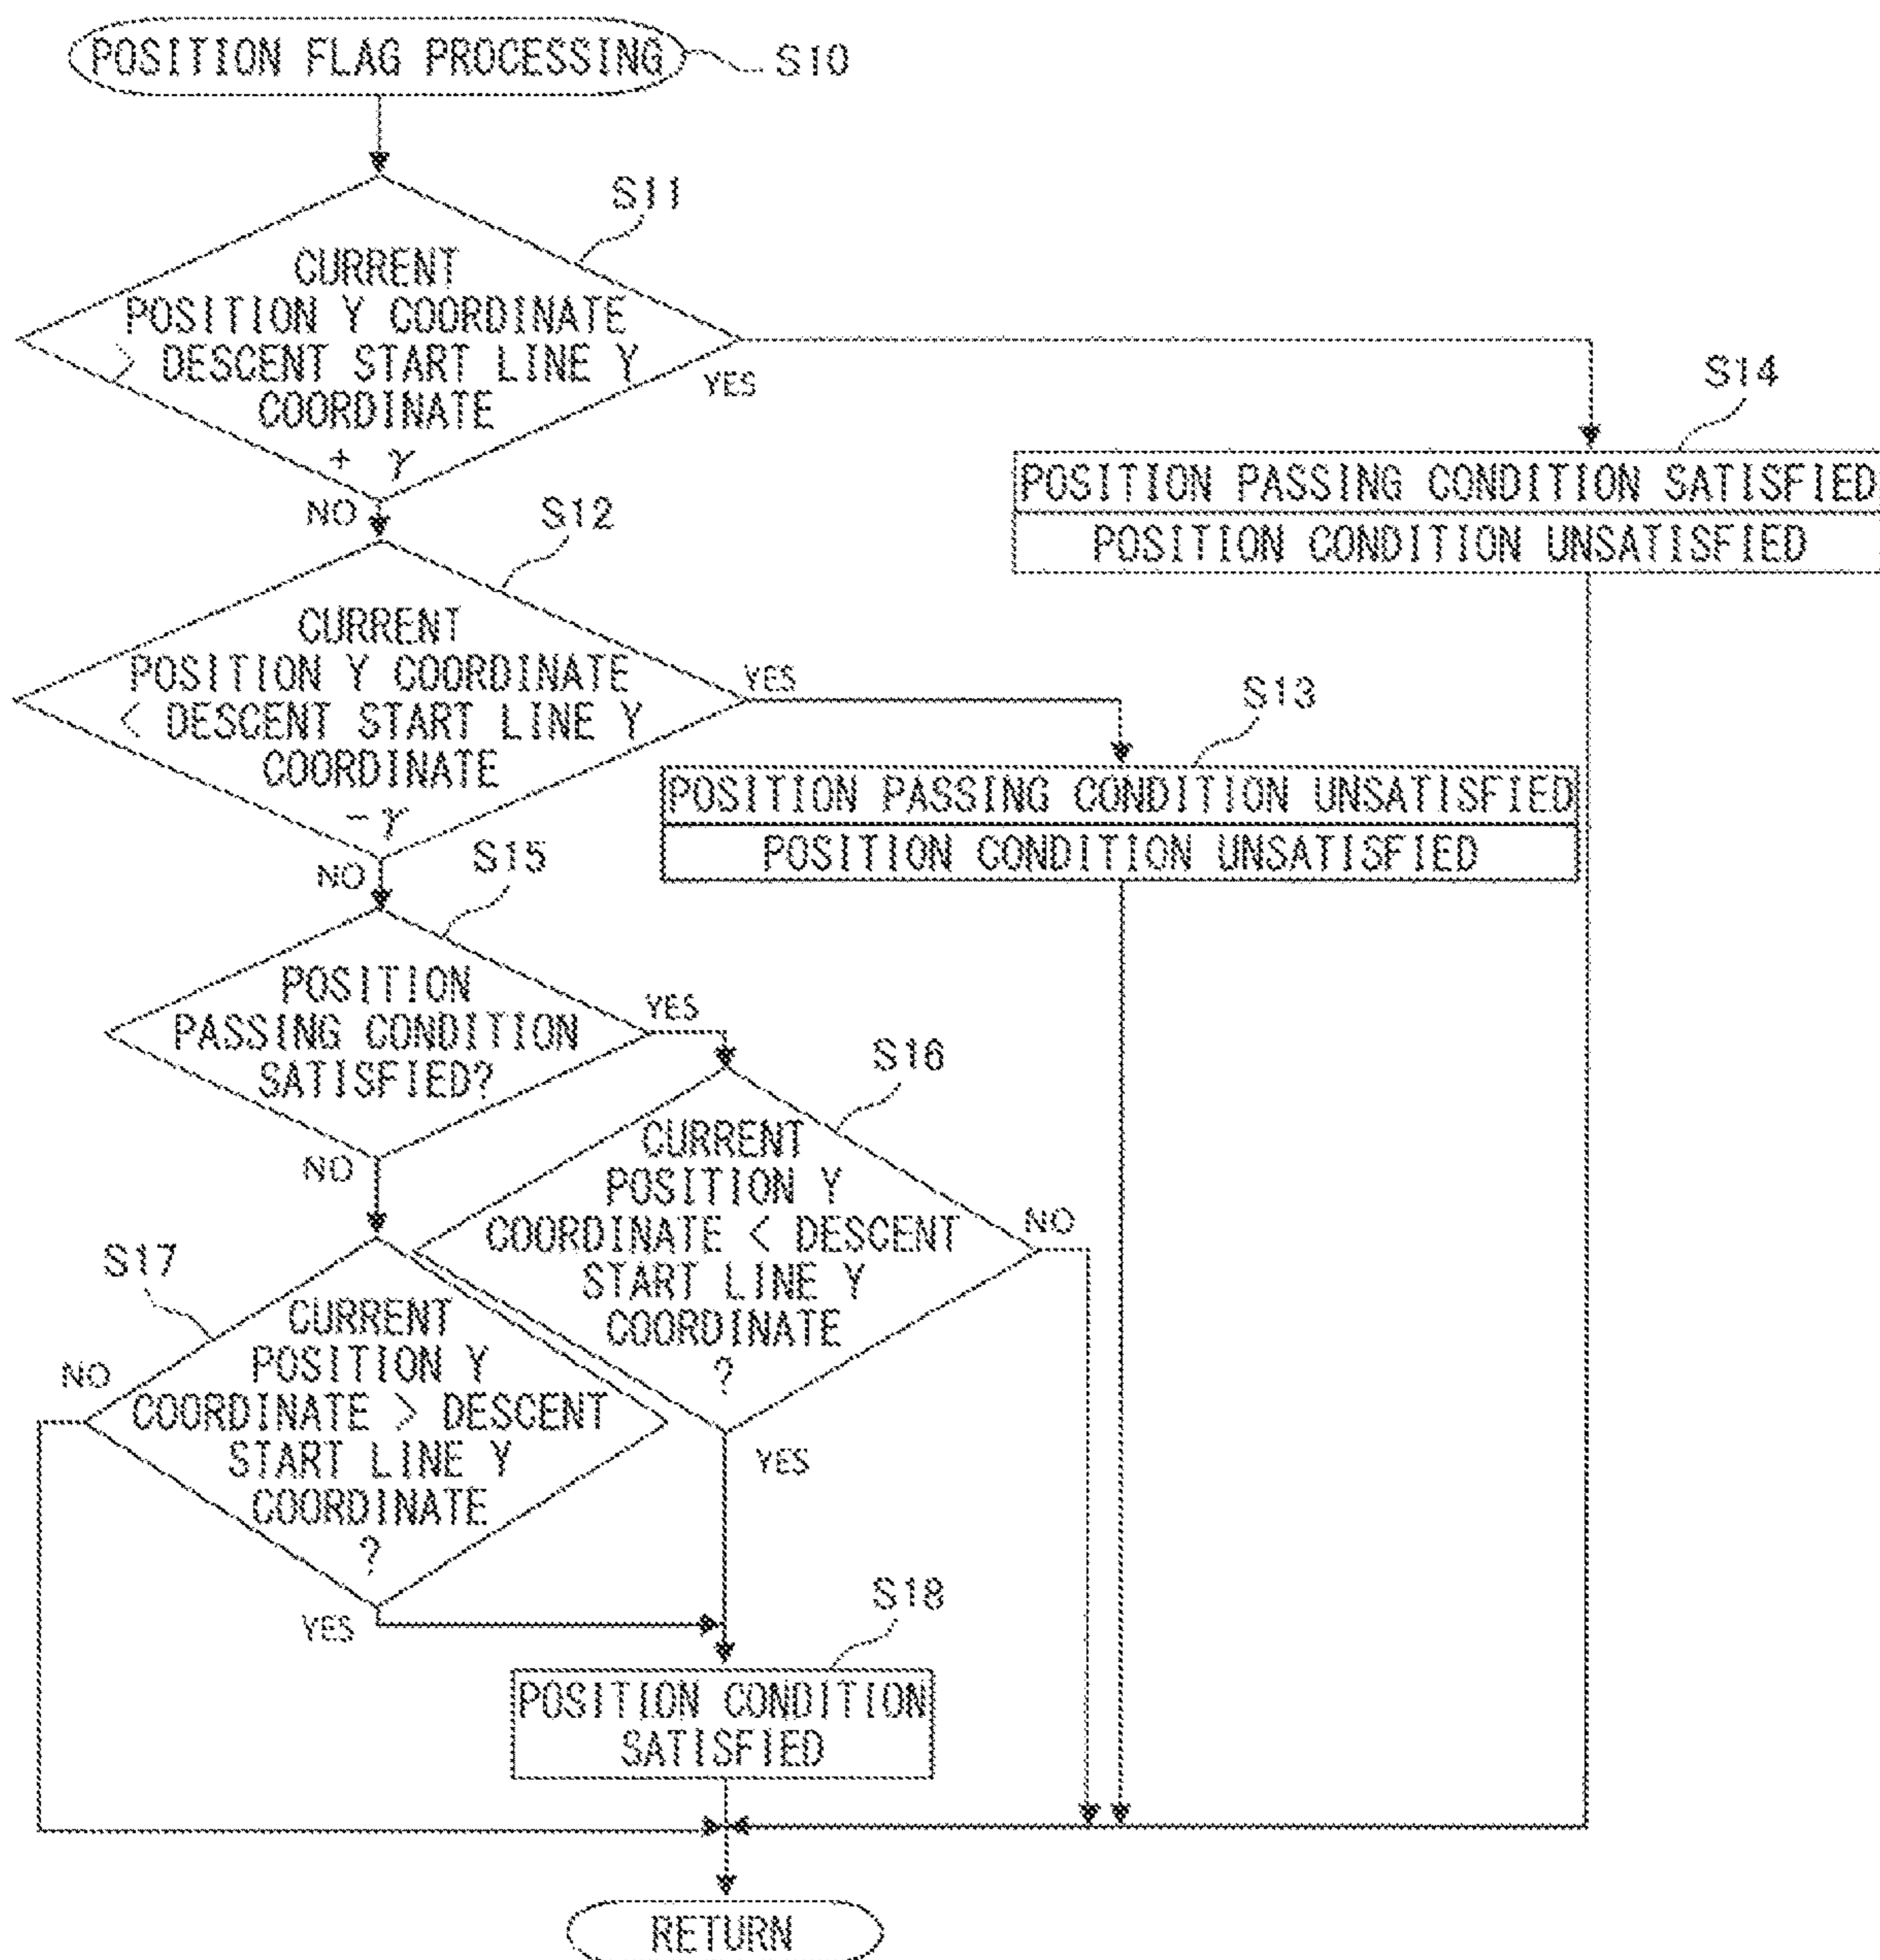 POSITION FLAG PROCESSING
S10
S11
CURRENT
POSITION Y COORDINATE
> DESCENT START LINE Y
COORDINATE
+ γ
YES
NO
S14
POSITION PASSING CONDITION SATISFIED
POSITION CONDITION UNSATISFIED
S12
CURRENT
POSITION Y COORDINATE
< DESCENT START LINE Y
COORDINATE
-γ
YES
NO
S13
POSITION PASSING CONDITION UNSATISFIED
POSITION CONDITION UNSATISFIED
S15
POSITION
PASSING CONDITION
SATISFIED?
YES
NO
S16
CURRENT
POSITION Y
COORDINATE < DESCENT
START LINE Y
COORDINATE
?
NO
YES
S17
CURRENT
POSITION Y
COORDINATE > DESCENT
START LINE Y
COORDINATE
?
NO
YES
S18
POSITION CONDITION
SATISFIED
RETURN